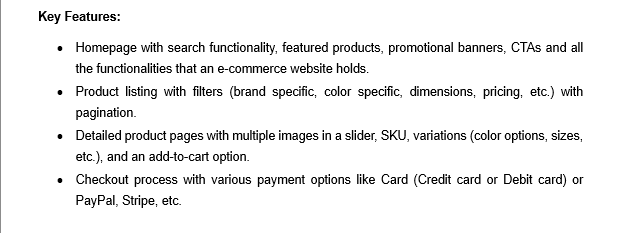 Key Features:
• Homepage with search functionality, featured products, promotional banners, CTAs and all
the functionalities that an e-commerce website holds.
• Product listing with filters (brand specific, color specific, dimensions, pricing, etc.) with
pagination.
• Detailed product pages with multiple images in a slider, SKU, variations (color options, sizes,
etc.), and an add-to-cart option.
• Checkout process with various payment options like Card (Credit card or Debit card) or
PayPal, Stripe, etc.